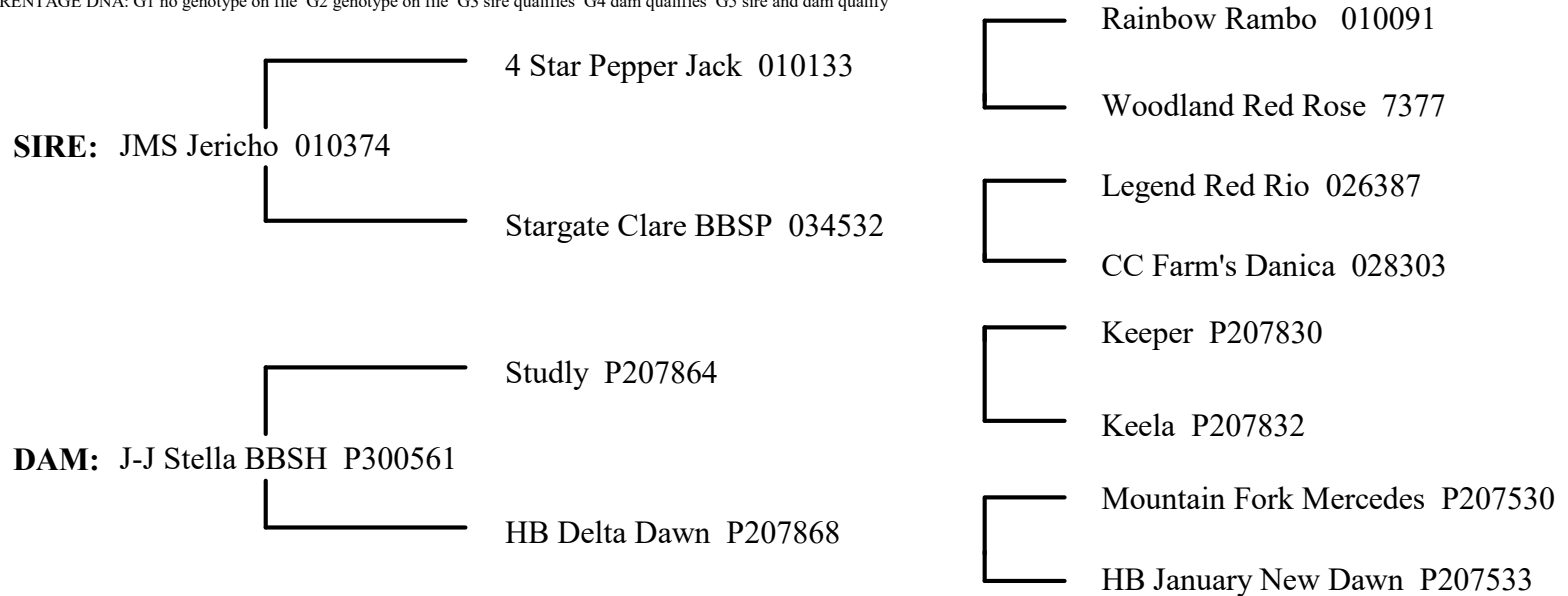 PARENTAGE DNA: G1 no genotype on file G2 genotype on file G3 sire qualifies G4 dam qualifies G5 sire and dam qualify
Rainbow Rambo 010091
4 Star Pepper Jack 010133
Woodland Red Rose 7377
SIRE: JMS Jericho 010374
Legend Red Rio 026387
Stargate Clare BBSP 034532
CC Farm's Danica 028303
Keeper P207830
Studly P207864
Keela P207832
DAM: J-J Stella BBSH P300561
Mountain Fork Mercedes P207530
HB Delta Dawn P207868
HB January New Dawn P207533